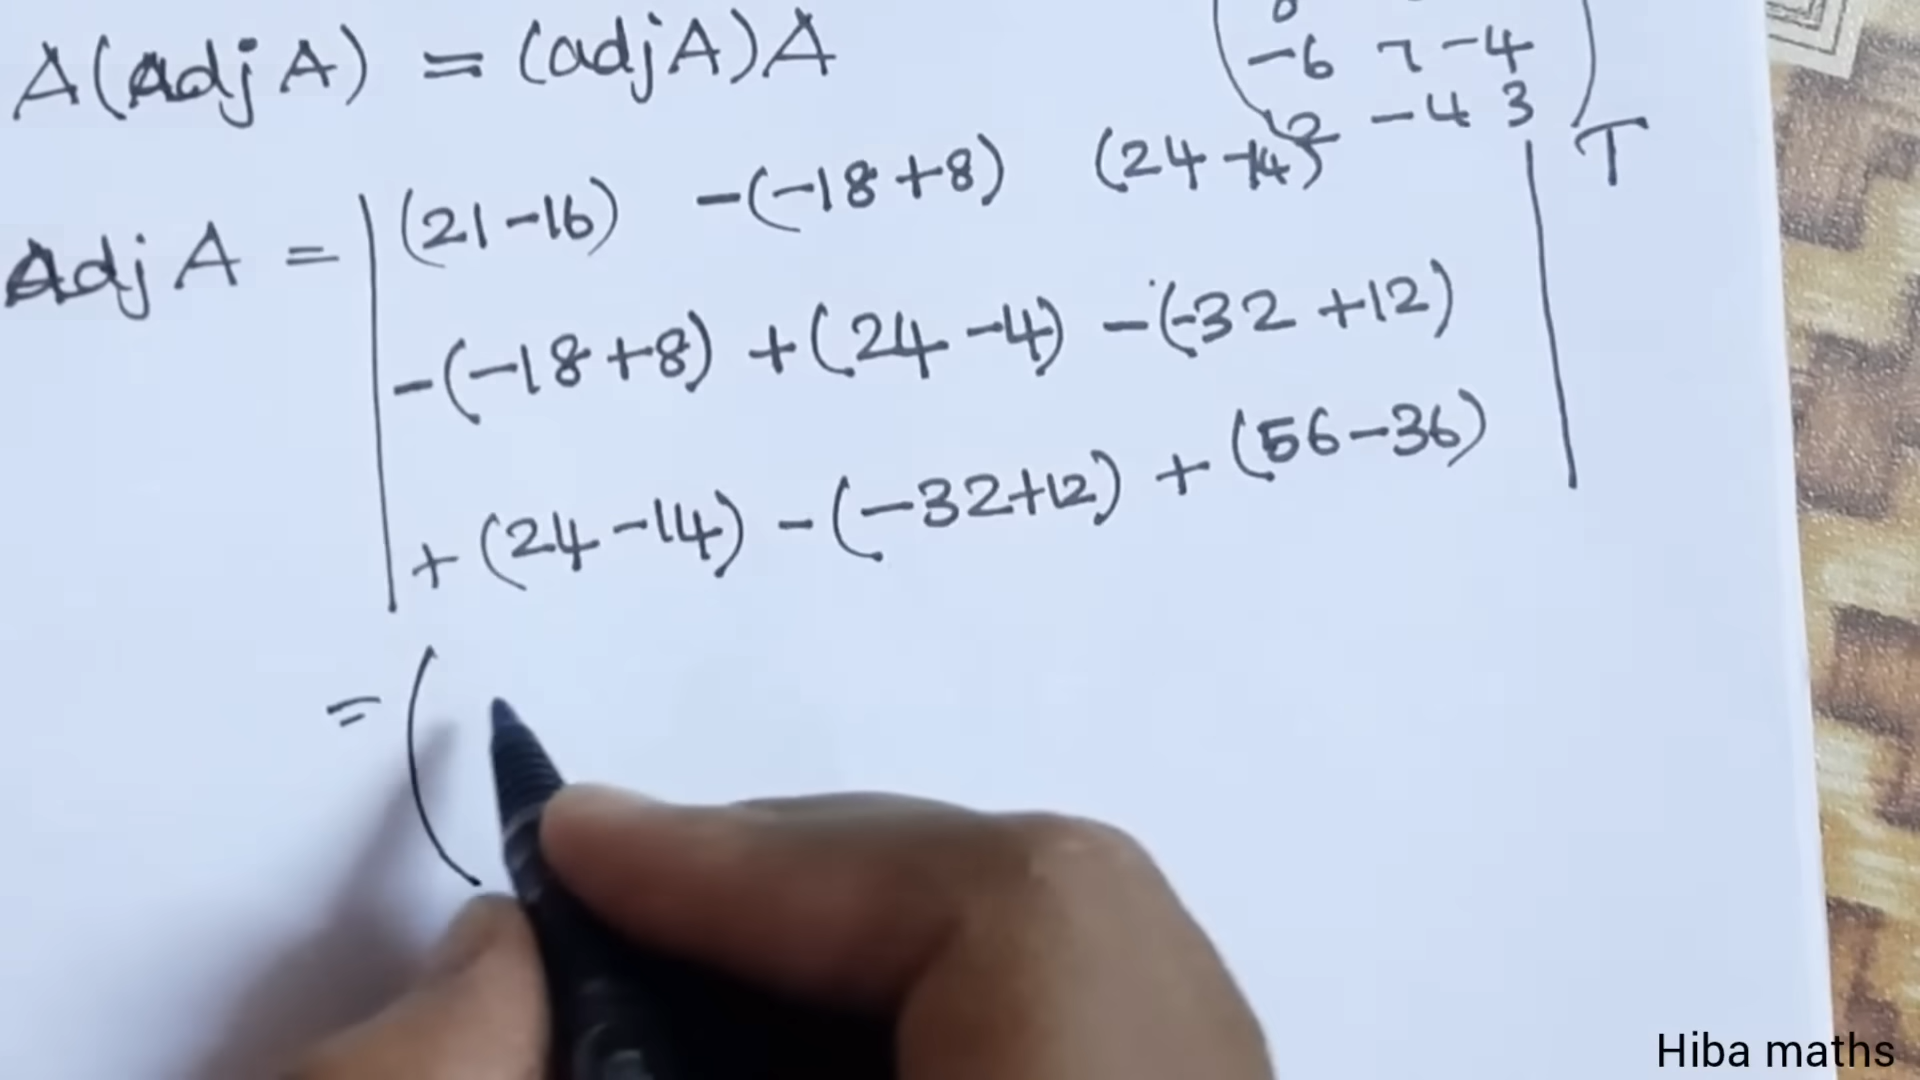 A(Adj A) = (adj A)A
-6 7 -4
2 -4 3
Adj A = (21-16) -(-18+8) (24-14) T
-(-18+8) +(24-4) -(-32+12)
+(24-14) -(-32+12) +(56-36)
= (
Hiba maths